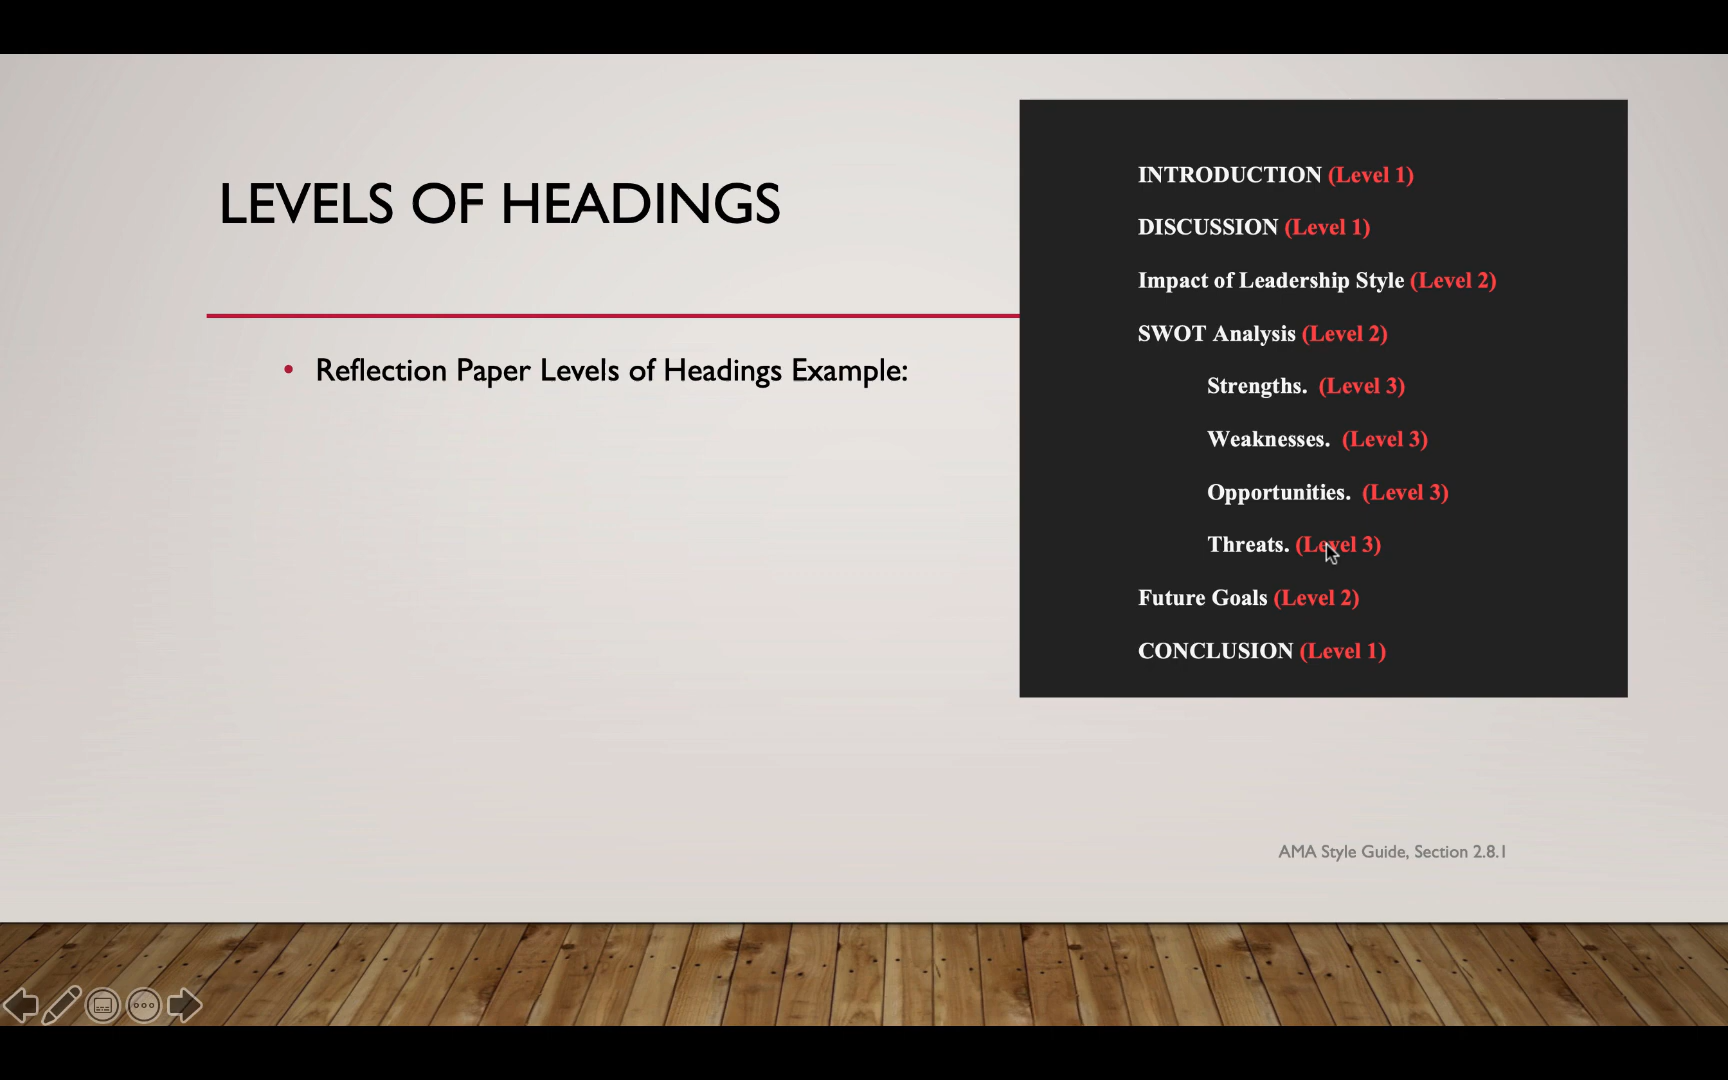 LEVELS OF HEADINGS
• Reflection Paper Levels of Headings Example:
INTRODUCTION (Level 1)
DISCUSSION (Level 1)
Impact of Leadership Style (Level 2)
SWOT Analysis (Level 2)
Strengths. (Level 3)
Weaknesses. (Level 3)
Opportunities. (Level 3)
Threats. (Level 3)
Future Goals (Level 2)
CONCLUSION (Level 1)
AMA Style Guide, Section 2.8.1